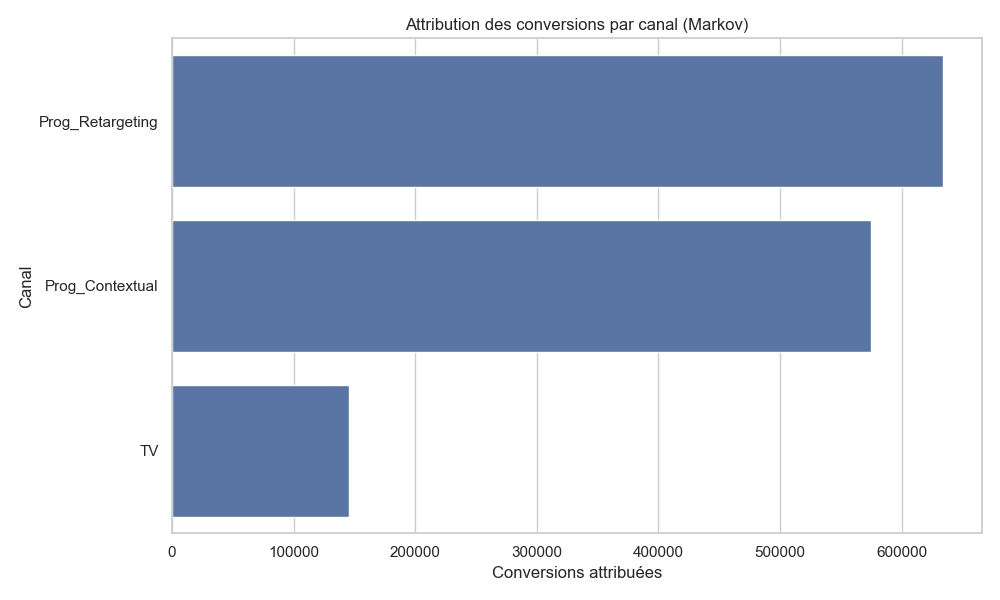 Attribution des conversions par canal (Markov)
Canal
Prog_Retargeting
Prog_Contextual
TV
0 100000 200000 300000 400000 500000 600000
Conversions attribuées